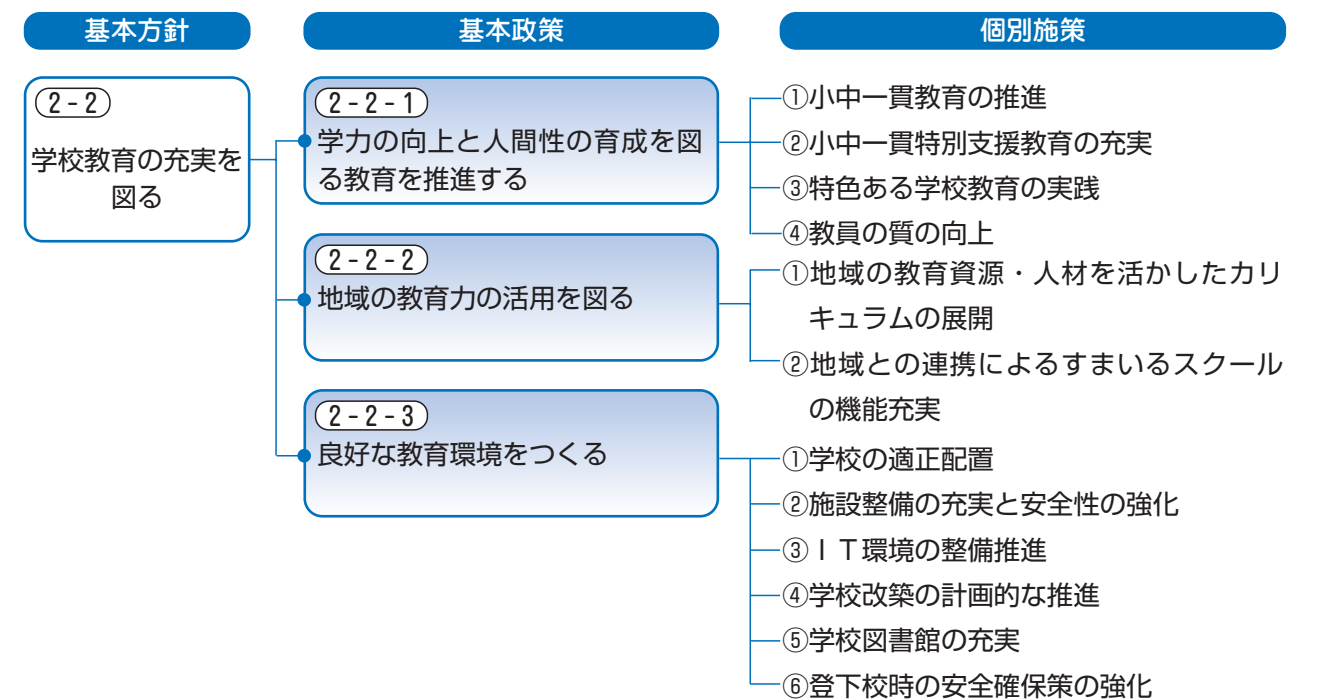 基本方針
基本政策
個別施策
2-2
学校教育の充実を
図る
2-2-1
学力の向上と人間性の育成を図
る教育を推進する
①小中一貫教育の推進
②小中一貫特別支援教育の充実
③特色ある学校教育の実践
④教員の質の向上
2-2-2
地域の教育力の活用を図る
①地域の教育資源・人材を活かしたカリ
キュラムの展開
②地域との連携によるすまいるスクール
の機能充実
2-2-3
良好な教育環境をつくる
①学校の適正配置
②施設整備の充実と安全性の強化
③ＩＴ環境の整備推進
④学校改築の計画的な推進
⑤学校図書館の充実
⑥登下校時の安全確保策の強化